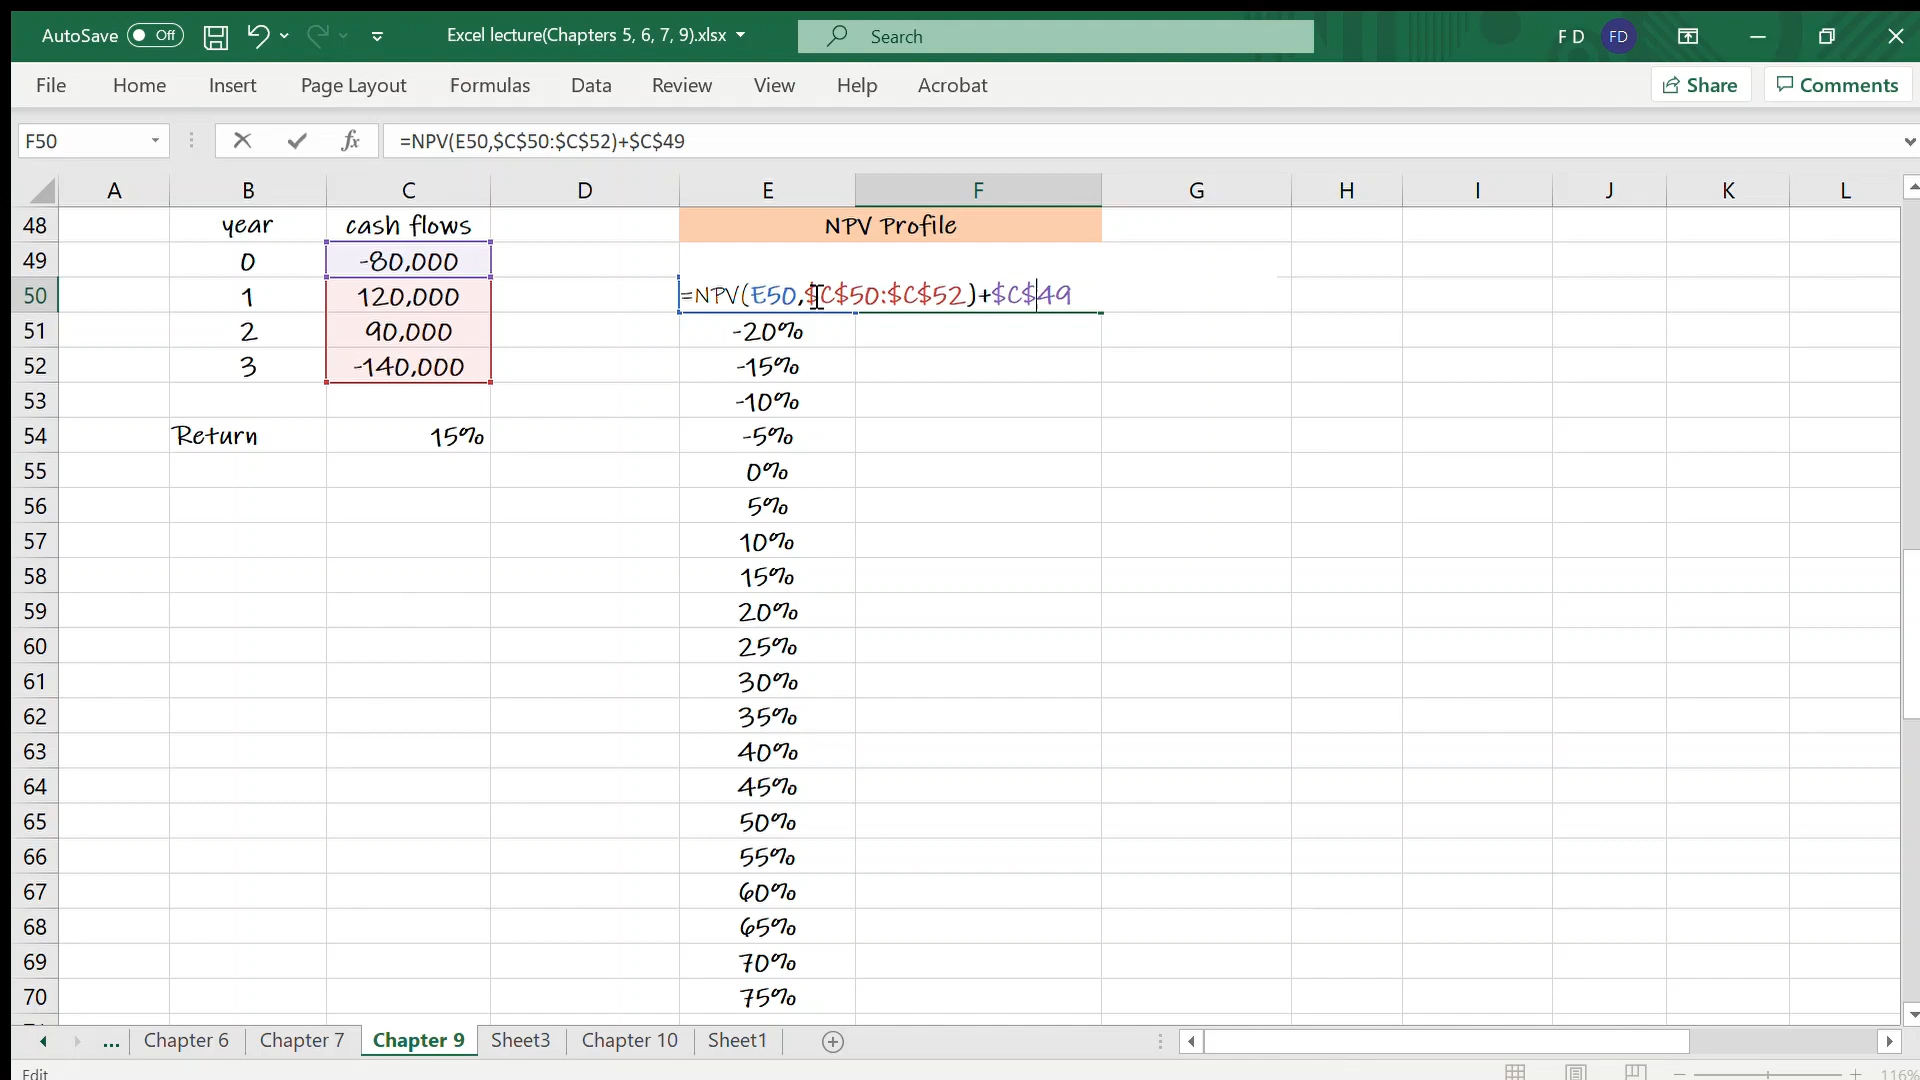 AutoSave Off Excel lecture(Chapters 5, 6, 7, 9).xlsx Search F D FD
File Home Insert Page Layout Formulas Data Review View Help Acrobat Share Comments
F50 fx =NPV(E50,$C$50:$C$52)+$C$49
A B C D E F G H I J K L
48 year cash flows NPV Profile
49 0 -80,000
50 1 120,000 =NPV(E50,$C$50:$C$52)+$C$49
51 2 90,000 -20%
52 3 -140,000 -15%
53 -10%
54 Return 15% -5%
55 0%
56 5%
57 10%
58 15%
59 20%
60 25%
61 30%
62 35%
63 40%
64 45%
65 50%
66 55%
67 60%
68 65%
69 70%
70 75%
... Chapter 6 Chapter 7 Chapter 9 Sheet3 Chapter 10 Sheet1
Edit 116%